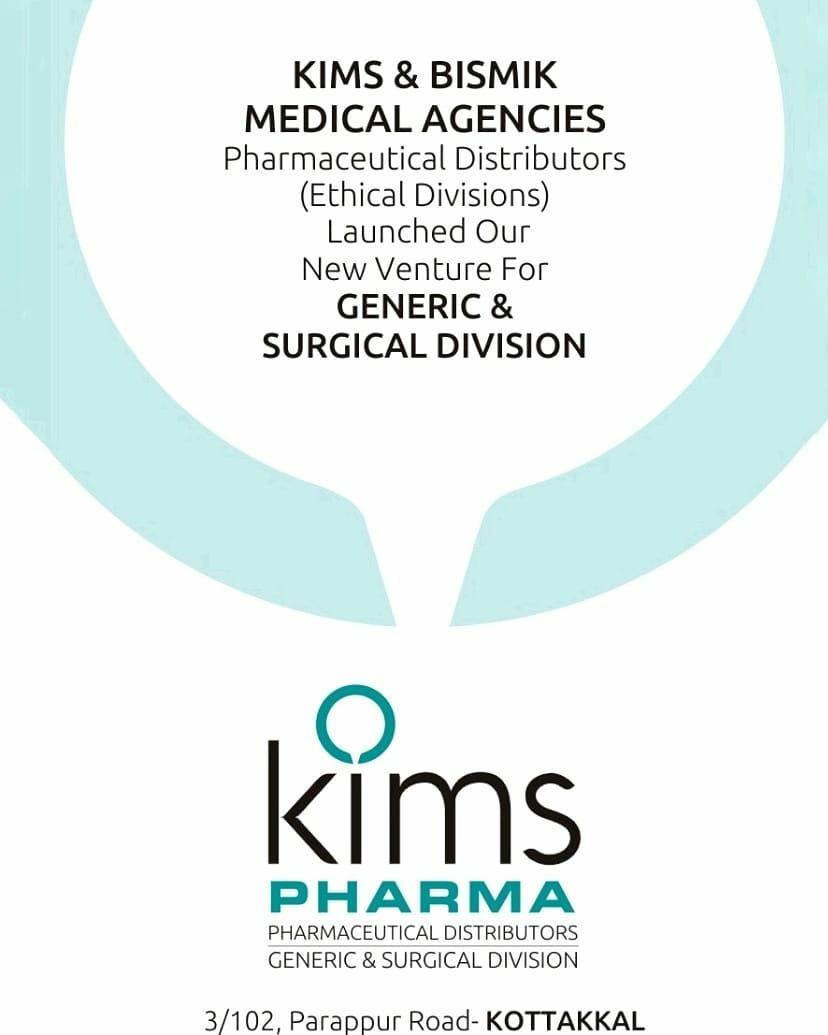 KIMS & BISMIK
MEDICAL AGENCIES
Pharmaceutical Distributors
(Ethical Divisions)
Launched Our
New Venture For
GENERIC &
SURGICAL DIVISION
kims
PHARMA
PHARMACEUTICAL DISTRIBUTORS
GENERIC & SURGICAL DIVISION
3/102, Parappur Road- KOTTAKKAL